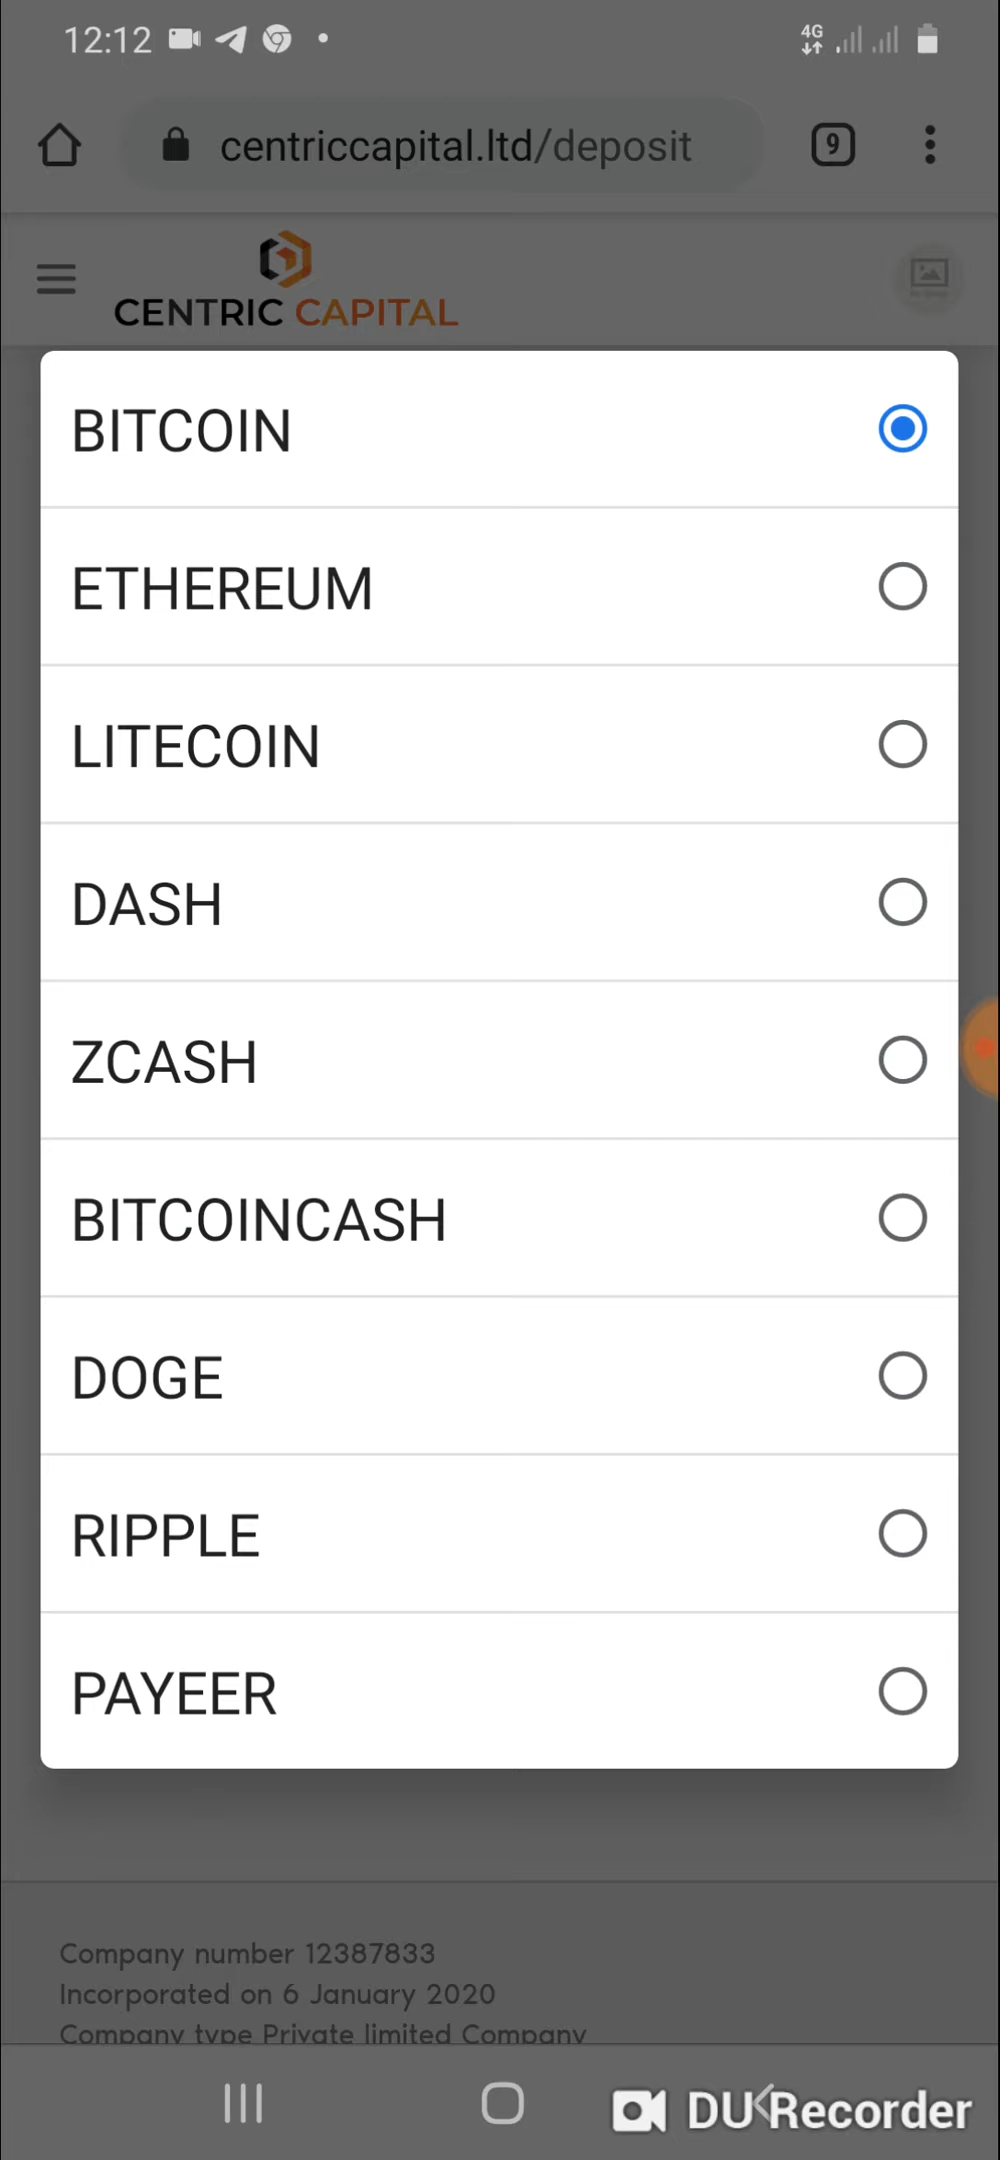 12:12
4G
centriccapital.ltd/deposit
9
CENTRIC CAPITAL
BITCOIN
ETHEREUM
LITECOIN
DASH
ZCASH
BITCOINCASH
DOGE
RIPPLE
PAYEER
Company number 12387833
Incorporated on 6 January 2020
Company type Private limited Company
DU Recorder